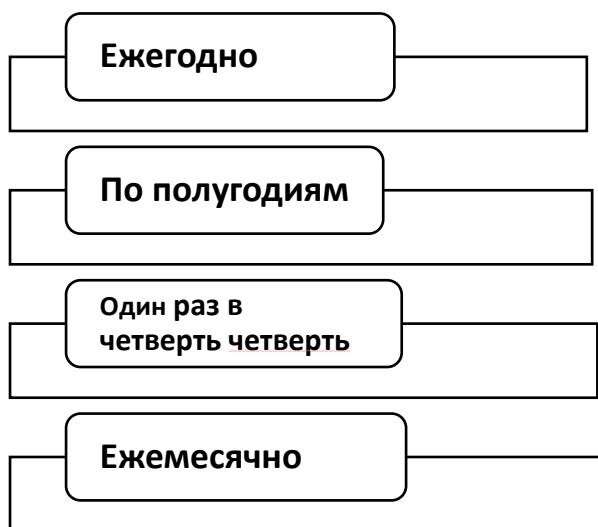 Ежегодно
По полугодиям
Один раз в
четверть четверть
Ежемесячно